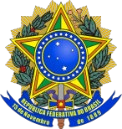 REPÚBLICA FEDERATIVA DO BRASIL
15 de Novembro
de 1889